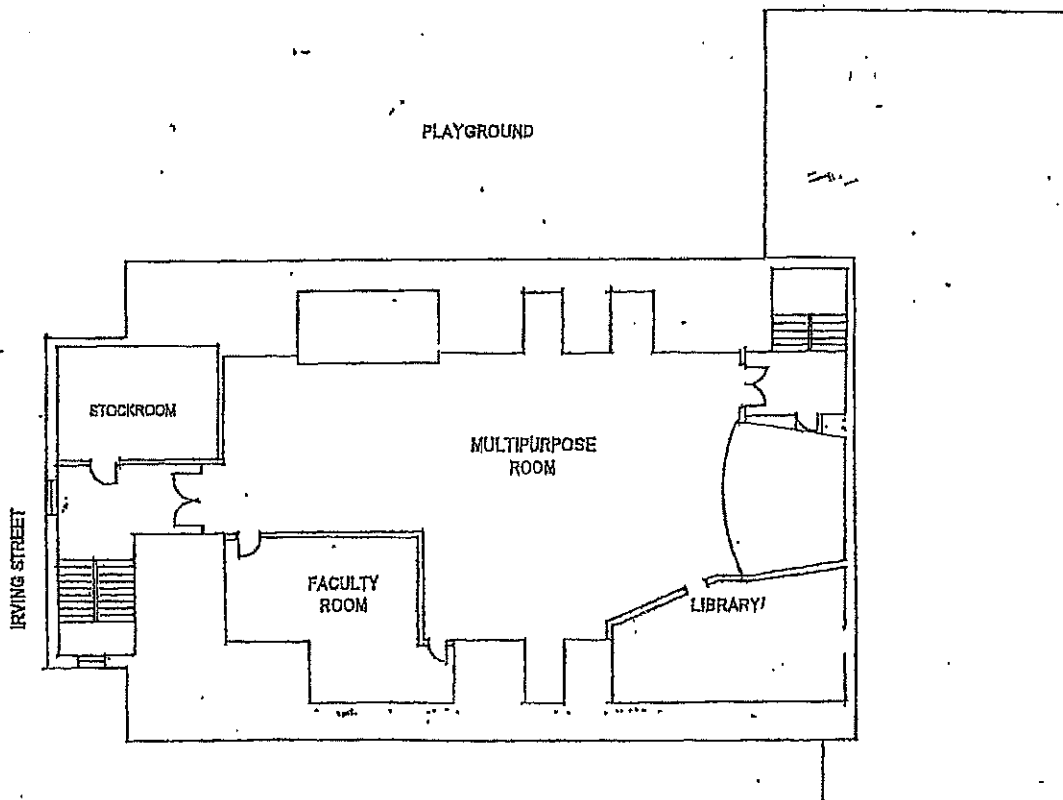 PLAYGROUND
STOCKROOM
MULTIPURPOSE
ROOM
IRVING STREET
FACULTY
ROOM
LIBRARY/